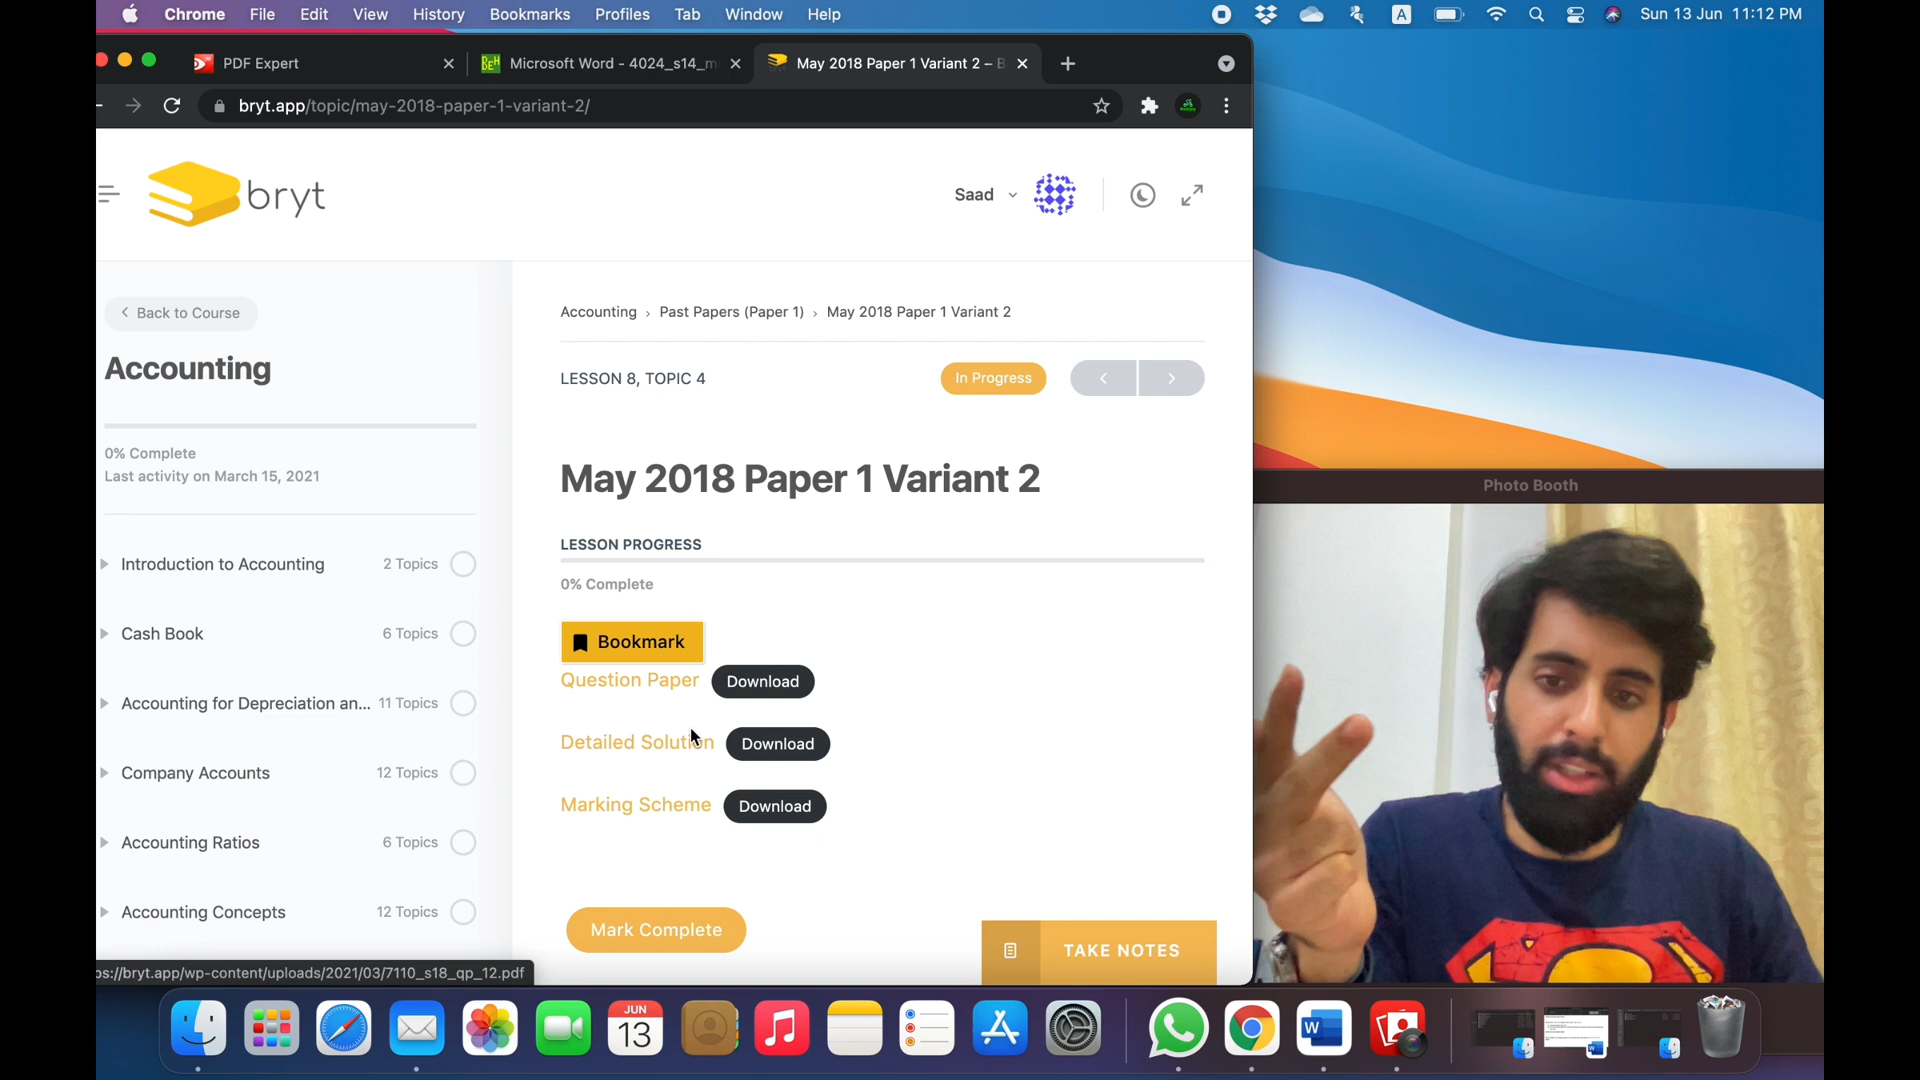 Chrome File Edit View History Bookmarks Profiles Tab Window Help
A
Sun 13 Jun 11:12 PM
PDF Expert
Microsoft Word - 4024_s14_m
May 2018 Paper 1 Variant 2 – B
bryt.app/topic/may-2018-paper-1-variant-2/
bryt
Saad
Back to Course
Accounting
0% Complete
Last activity on March 15, 2021
Introduction to Accounting 2 Topics
Cash Book 6 Topics
Accounting for Depreciation an... 11 Topics
Company Accounts 12 Topics
Accounting Ratios 6 Topics
Accounting Concepts 12 Topics
Accounting › Past Papers (Paper 1) › May 2018 Paper 1 Variant 2
LESSON 8, TOPIC 4
In Progress
May 2018 Paper 1 Variant 2
LESSON PROGRESS
0% Complete
Bookmark
Question Paper Download
Detailed Solution Download
Marking Scheme Download
Mark Complete
TAKE NOTES
Photo Booth
os://bryt.app/wp-content/uploads/2021/03/7110_s18_qp_12.pdf
JUN
13
W